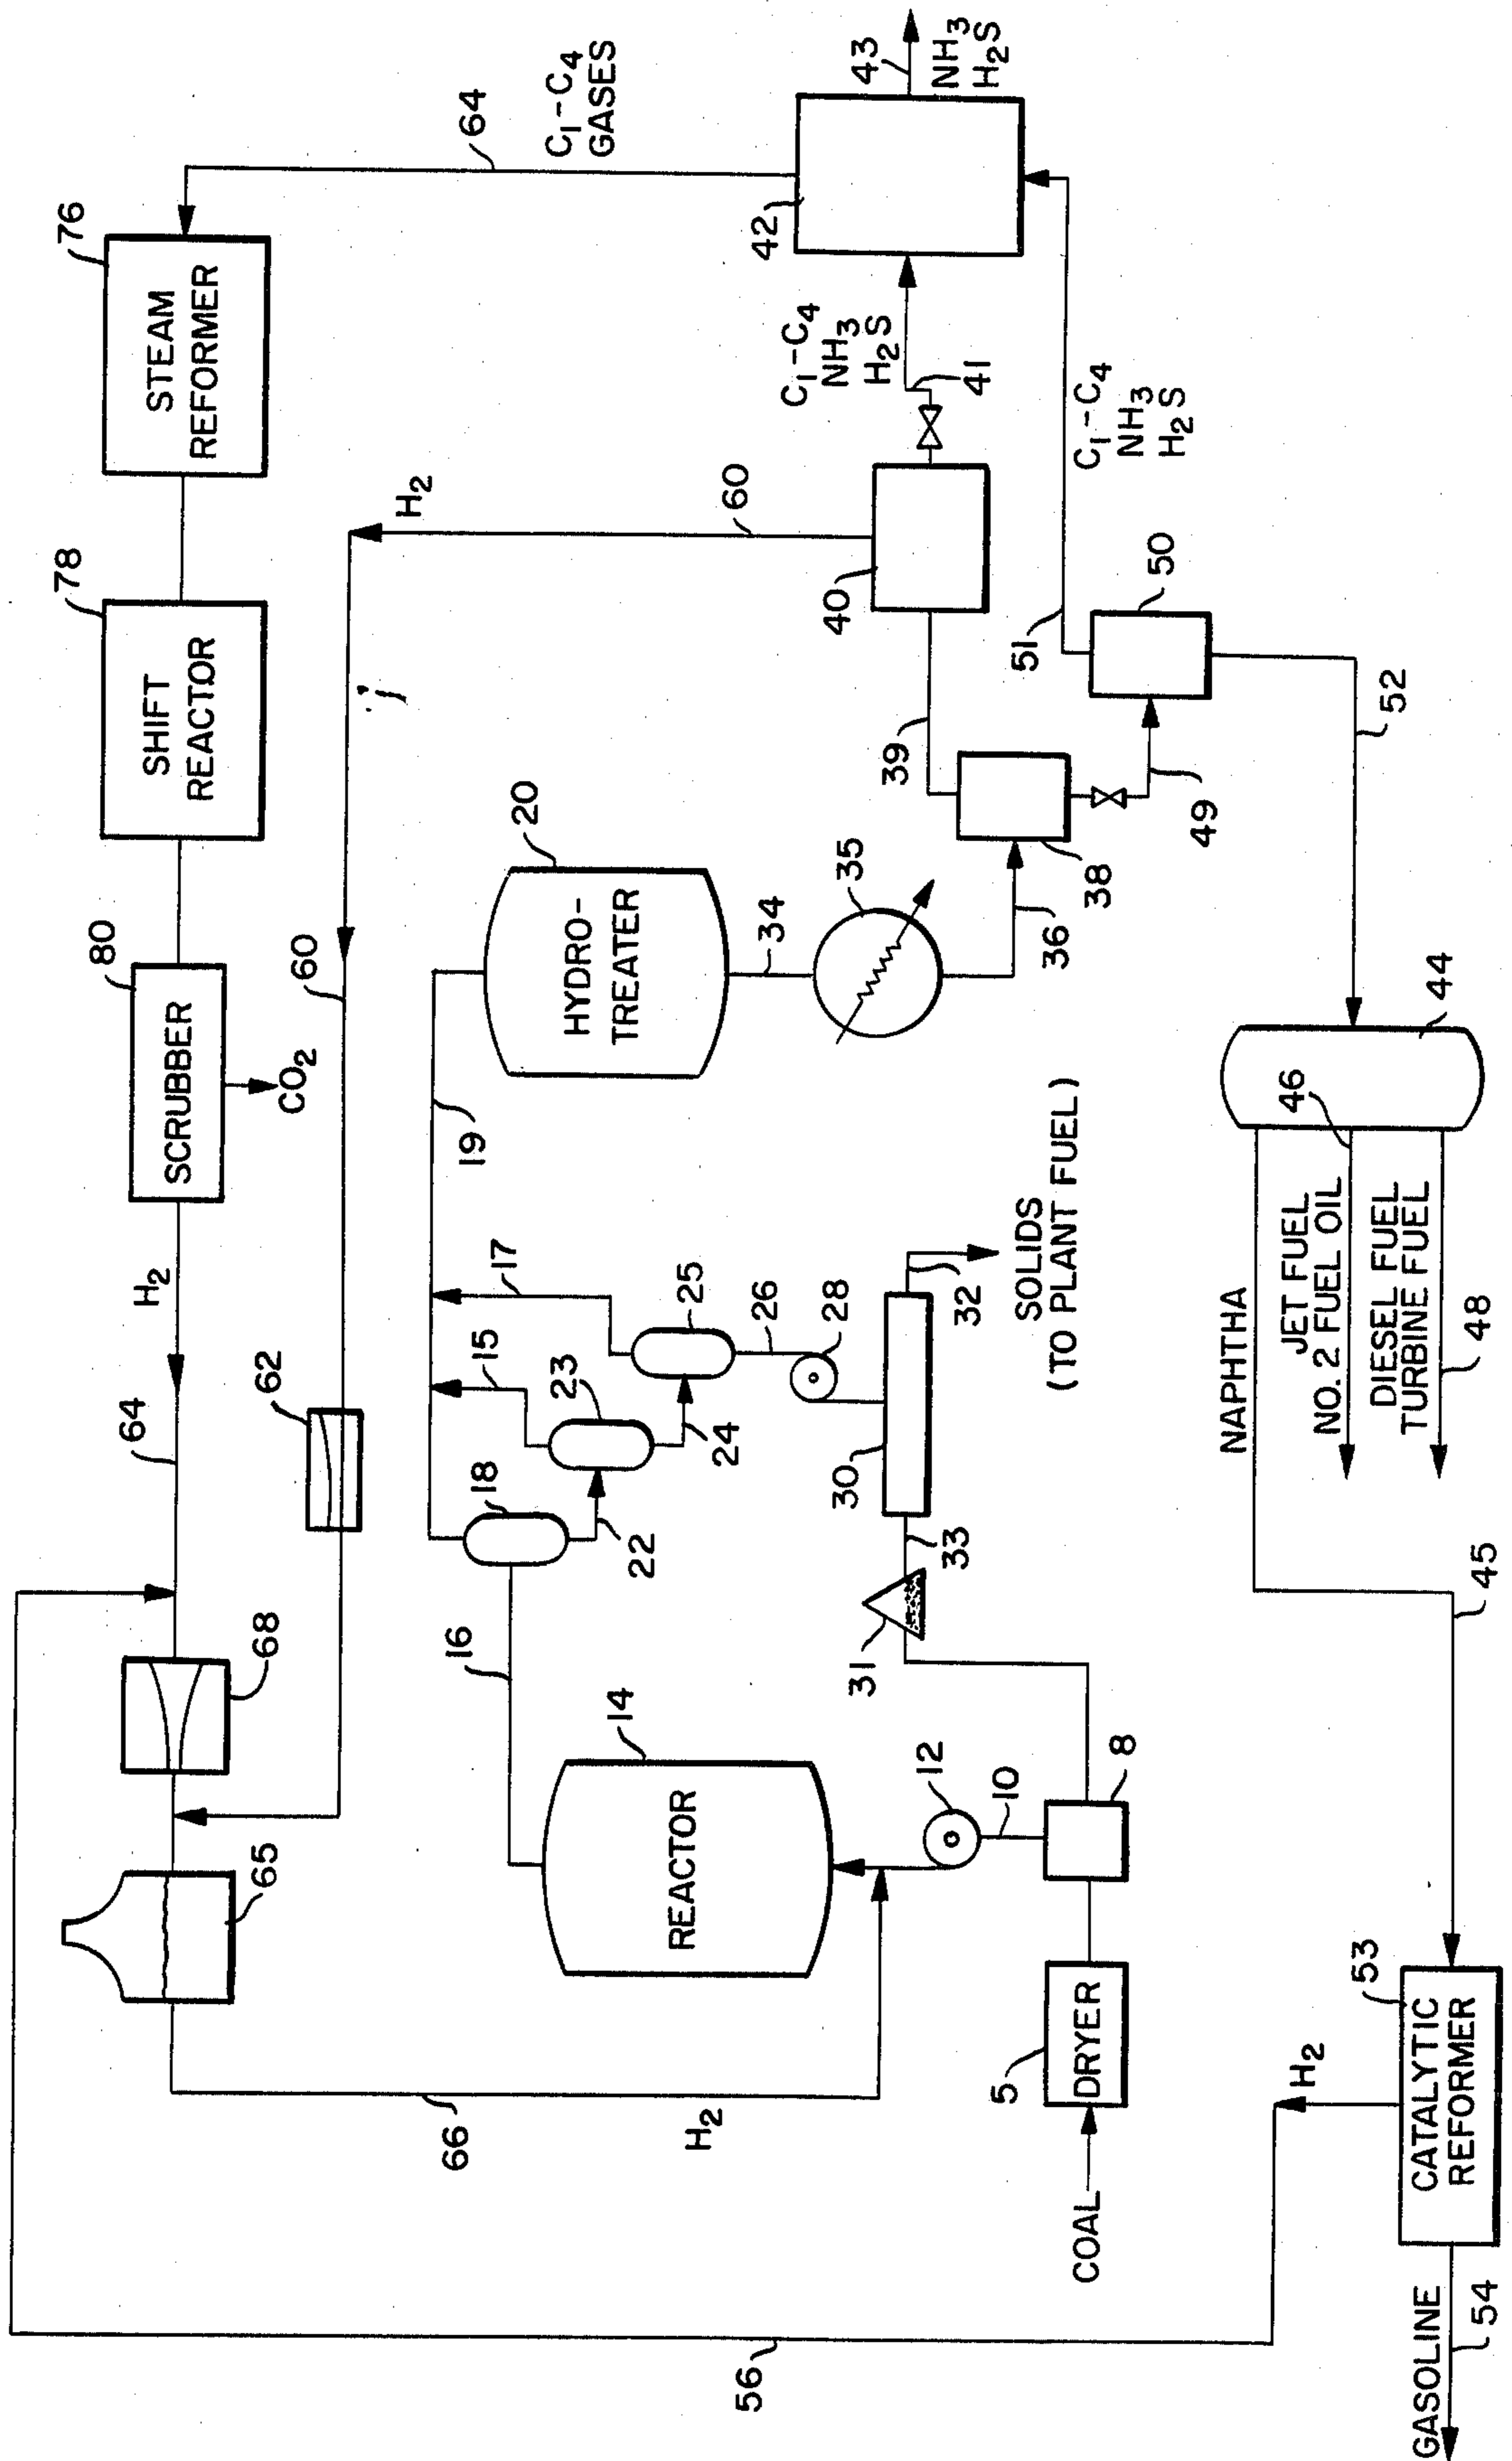 76
78
80
STEAM
REFORMER
SHIFT
REACTOR
SCRUBBER
H2
64
CO2
60
62
68
65
H2
60
64
C1-C4
GASES
66
H2
16
18
22
15
23
24
17
25
26
28
19
20
HYDRO-
TREATER
34
35
36
14
REACTOR
12
10
8
5
DRYER
COAL
31
33
30
32
SOLIDS
(TO PLANT FUEL)
38
39
40
49
50
51
52
C1-C4
NH3
H2S
41
42
43
NH3
H2S
C1-C4
NH3
H2S
44
46
NAPHTHA
JET FUEL
NO. 2 FUEL OIL
DIESEL FUEL
TURBINE FUEL
48
45
53
CATALYTIC
REFORMER
H2
56
GASOLINE
54